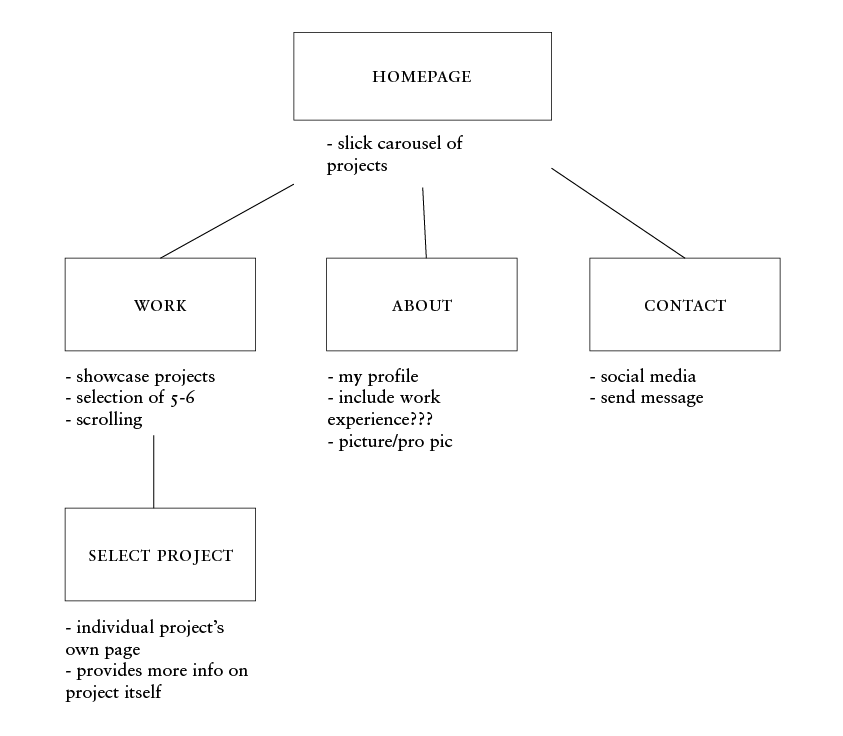 HOMEPAGE
- slick carousel of
projects
WORK
ABOUT
CONTACT
- showcase projects
- selection of 5-6
- scrolling
- my profile
- include work
experience???
- picture/pro pic
- social media
- send message
SELECT PROJECT
- individual project’s
own page
- provides more info on
project itself